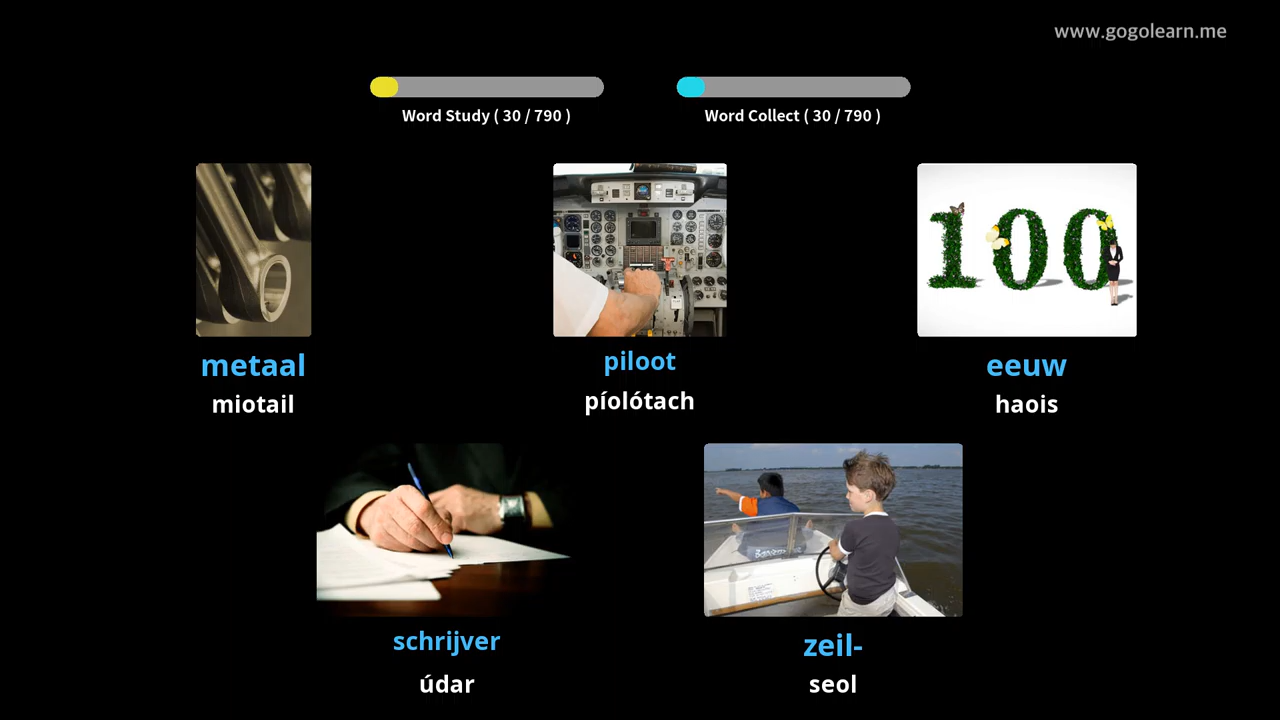 www.gogolearn.me
Word Study ( 30 / 790 )
Word Collect ( 30 / 790 )
metaal
miotail
piloot
píolótach
eeuw
haois
schrijver
údar
zeil-
seol